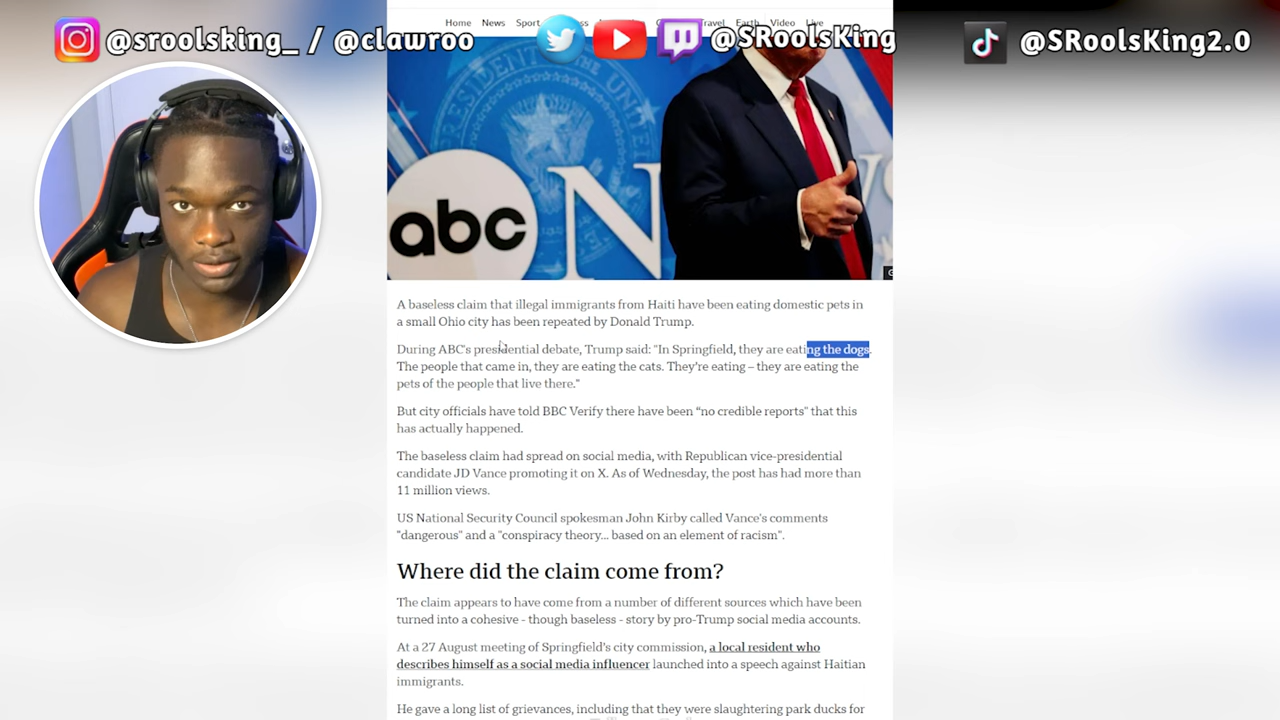 Home News Sport Travel Earth Video Live
@sroolsking_ / @clawroo @SRoolsKing @SRoolsKing2.0
PRESIDENT OF THE UNITED
abc N
A baseless claim that illegal immigrants from Haiti have been eating domestic pets in
a small Ohio city has been repeated by Donald Trump.
During ABC's presidential debate, Trump said: "In Springfield, they are eating the dogs.
The people that came in, they are eating the cats. They're eating – they are eating the
pets of the people that live there."
But city officials have told BBC Verify there have been “no credible reports" that this
has actually happened.
The baseless claim had spread on social media, with Republican vice-presidential
candidate JD Vance promoting it on X. As of Wednesday, the post has had more than
11 million views.
US National Security Council spokesman John Kirby called Vance's comments
"dangerous" and a "conspiracy theory... based on an element of racism".
Where did the claim come from?
The claim appears to have come from a number of different sources which have been
turned into a cohesive - though baseless - story by pro-Trump social media accounts.
At a 27 August meeting of Springfield's city commission, a local resident who
describes himself as a social media influencer launched into a speech against Haitian
immigrants.
He gave a long list of grievances, including that they were slaughtering park ducks for